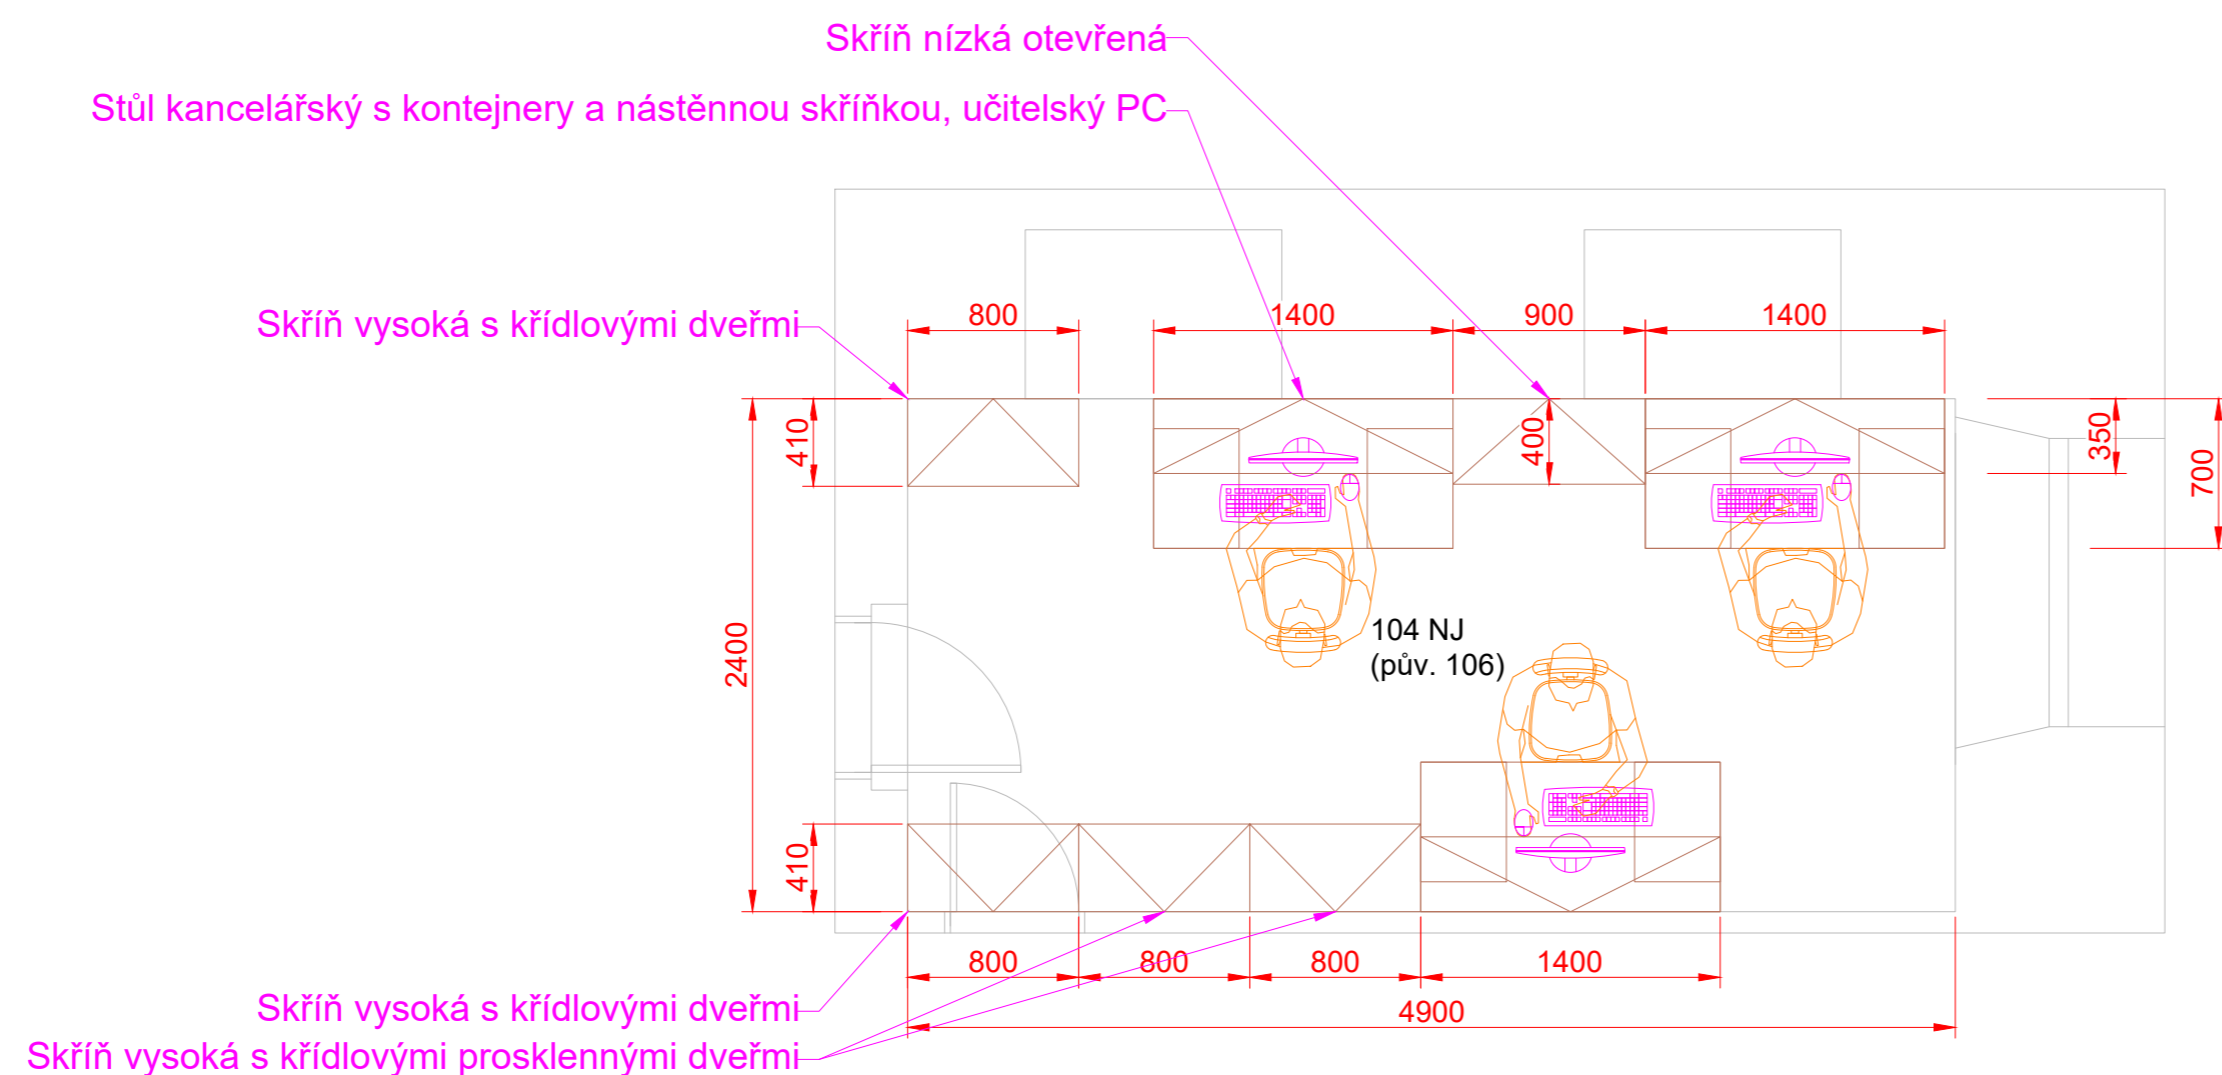 Skříň nízká otevřená
Stůl kancelářský s kontejnery a nástěnnou skříňkou, učitelský PC
Skříň vysoká s křídlovými dveřmi
800
1400
900
1400
410
400
350
700
2400
104 NJ
(pův. 106)
410
800
800
800
1400
4900
Skříň vysoká s křídlovými dveřmi
Skříň vysoká s křídlovými prosklennými dveřmi